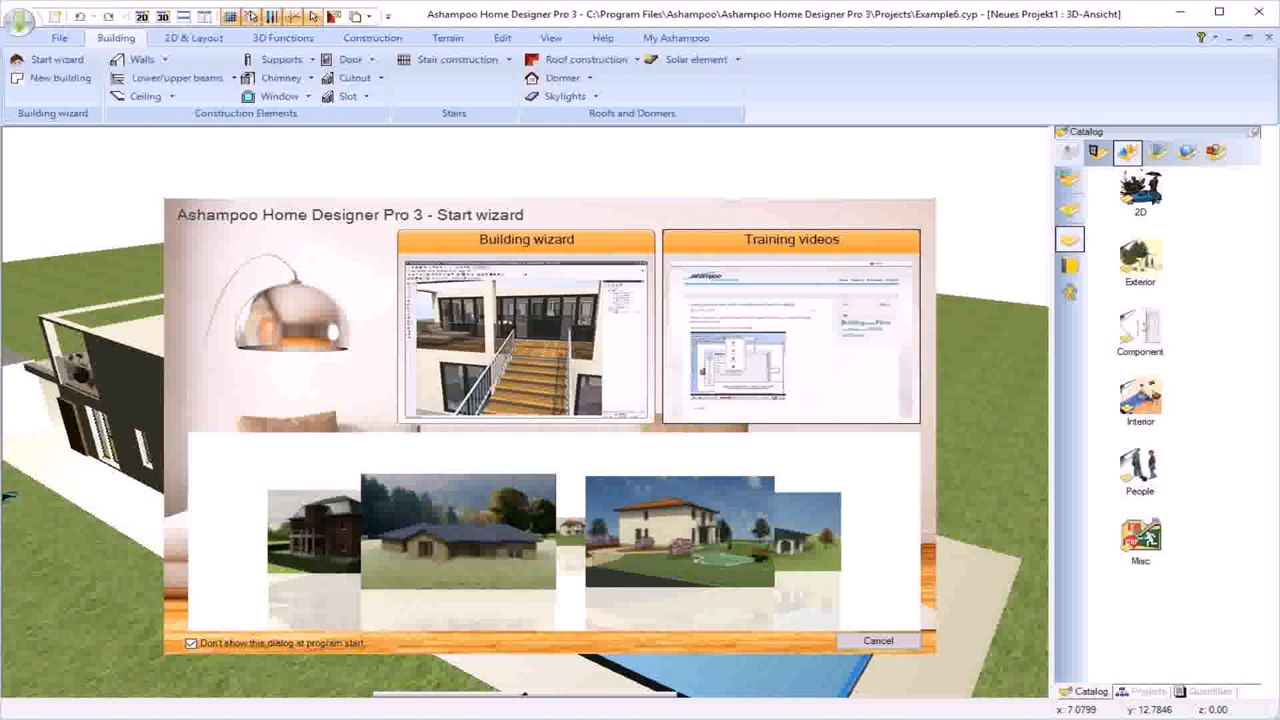 20 30 Ashampoo Home Designer Pro 3 - C:\Program Files\Ashampoo\Ashampoo Home Designer Pro 3\Projects\Example6.cyp - [Neues Projekt1 : 3D-Ansicht]
File Building 2D & Layout 3D Functions Construction Terrain Edit View Help My Ashampoo
Start wizard Walls Supports Door Stair construction Roof construction Solar element
New building Lower/upper beams Chimney Cutout Dormer
Ceiling Window Slot Skylights
Building wizard Construction Elements Stairs Roofs and Dormers
Catalog
2D
Exterior
Component
Interior
People
Misc
Ashampoo Home Designer Pro 3 - Start wizard
Building wizard Training videos
Don't show this dialog at program start.
Cancel
Catalog Projects Quantities
x: 7.0799 y: 12.7846 z: 0.00